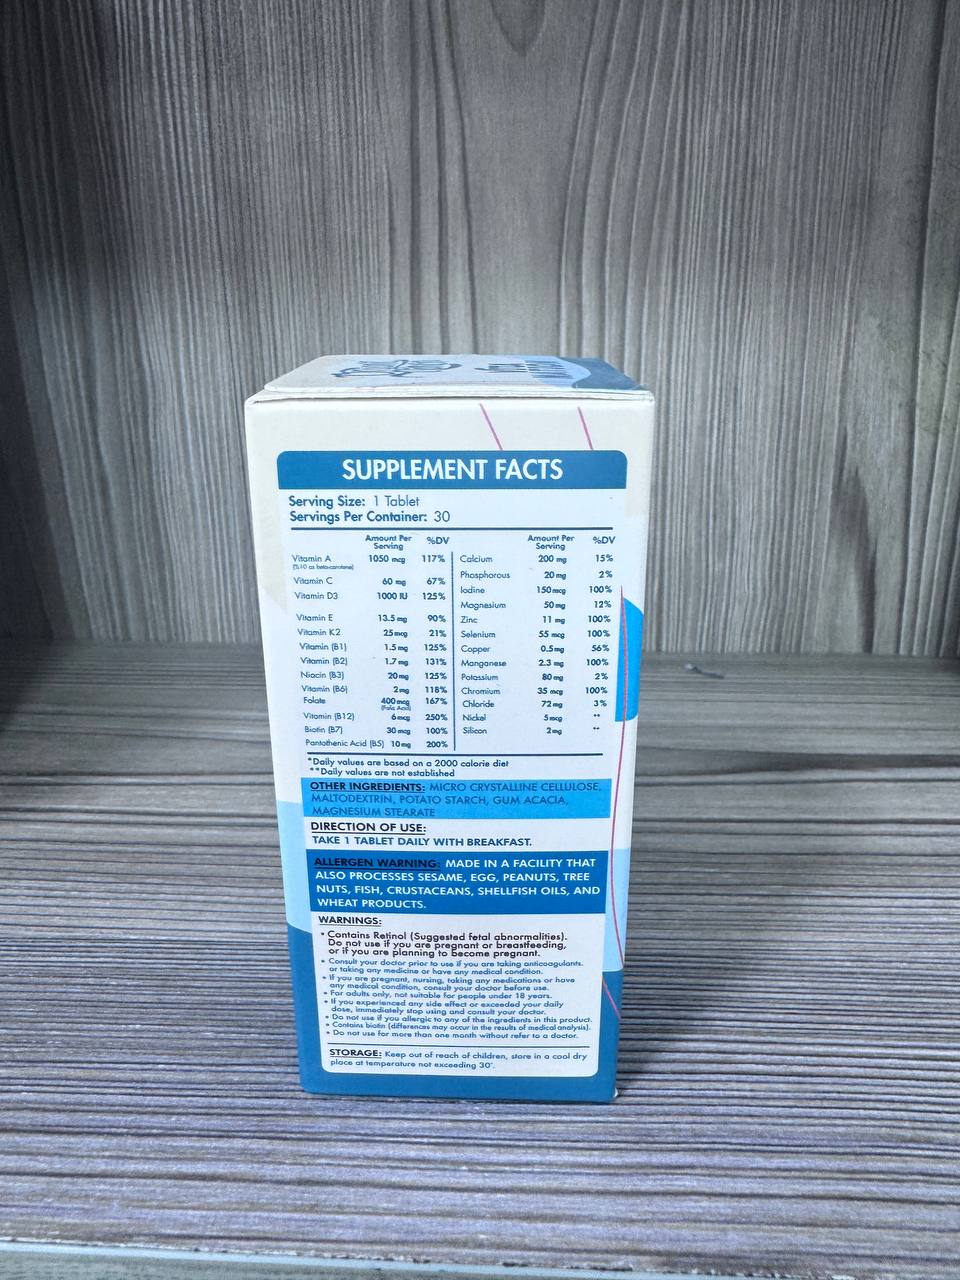 SUPPLEMENT FACTS
Serving Size: 1 Tablet
Servings Per Container: 30
Amount Per Serving %DV
Vitamin A 1050 mcg 117%
(%10 as beta-carotene)
Vitamin C 60 mg 67%
Vitamin D3 1000 IU 125%
Vitamin E 13.5 mg 90%
Vitamin K2 25 mcg 21%
Vitamin (B1) 1.5 mg 125%
Vitamin (B2) 1.7 mg 131%
Niacin (B3) 20 mg 125%
Vitamin (B6) 2 mg 118%
Folate 400 mcg 167%
(Folic Acid)
Vitamin (B12) 6 mcg 250%
Biotin (B7) 30 mcg 100%
Pantothenic Acid (B5) 10 mg 200%
Amount Per Serving %DV
Calcium 200 mg 15%
Phosphorous 20 mg 2%
Iodine 150 mcg 100%
Magnesium 50 mg 12%
Zinc 11 mg 100%
Selenium 55 mcg 100%
Copper 0.5 mg 56%
Manganese 2.3 mg 100%
Potassium 80 mg 2%
Chromium 35 mcg 100%
Chloride 72 mg 3%
Nickel 5 mcg **
Silicon 2 mg **
*Daily values are based on a 2000 calorie diet
**Daily values are not established
OTHER INGREDIENTS: MICRO CRYSTALLINE CELLULOSE,
MALTODEXTRIN, POTATO STARCH, GUM ACACIA,
MAGNESIUM STEARATE
DIRECTION OF USE:
TAKE 1 TABLET DAILY WITH BREAKFAST.
ALLERGEN WARNING: MADE IN A FACILITY THAT
ALSO PROCESSES SESAME, EGG, PEANUTS, TREE
NUTS, FISH, CRUSTACEANS, SHELLFISH OILS, AND
WHEAT PRODUCTS.
WARNINGS:
• Contains Retinol (Suggested fetal abnormalities).
Do not use if you are pregnant or breastfeeding,
or if you are planning to become pregnant.
• Consult your doctor prior to use if you are taking anticoagulants.
or taking any medicine or have any medical condition.
• If you are pregnant, nursing, taking any medications or have
any medical condition, consult your doctor before use.
• For adults only, not suitable for people under 18 years.
• If you experienced any side effect or exceeded your daily
dose, immediately stop using and consult your doctor.
• Do not use if you allergic to any of the ingredients in this product.
• Contains biotin (differences may occur in the results of medical analysis).
• Do not use for more than one month without refer to a doctor.
STORAGE: Keep out of reach of children, store in a cool dry
place at temperature not exceeding 30°.